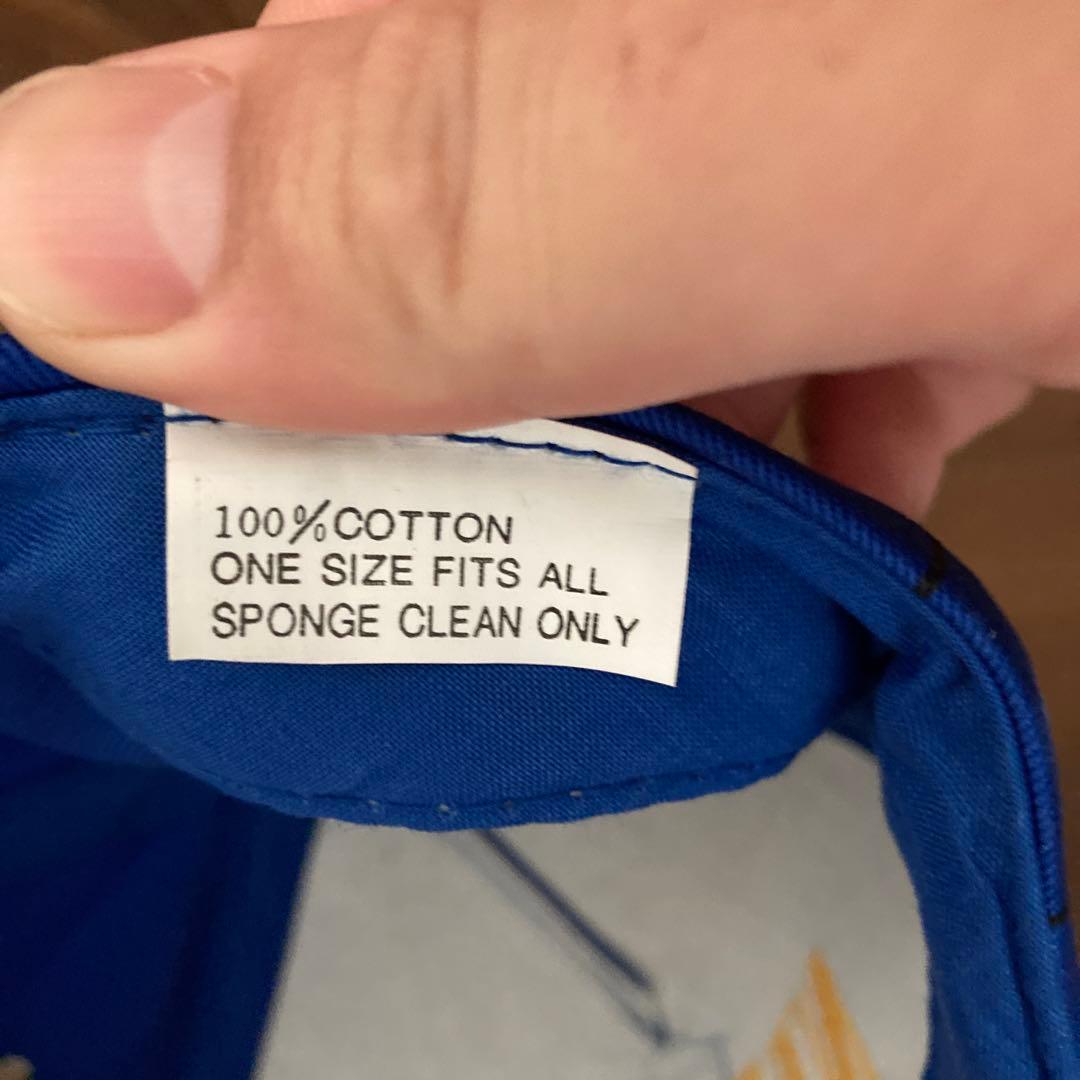 100%COTTON
ONE SIZE FITS ALL
SPONGE CLEAN ONLY